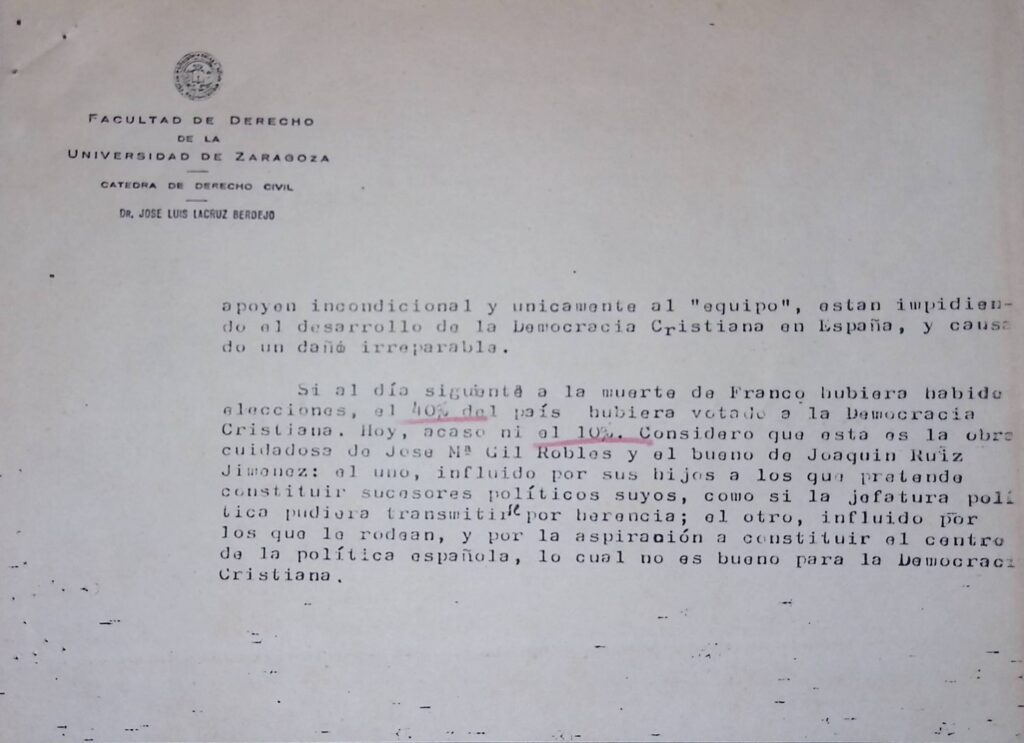 FACULTAD DE DERECHO
DE LA
UNIVERSIDAD DE ZARAGOZA
CATEDRA DE DERECHO CIVIL
DR. JOSE LUIS LACRUZ BERDEJO
apoyen incondicional y unicamente al "equipo", estan impidien-
do el desarrollo de la Democracia Cristiana en España, y causa
do un daño irreparable.
Si al día siguiente a la muerte de Franco hubiera habido
elecciones, el 40% del país hubiera votado a la Democracia
Cristiana. Hoy, acaso ni el 10%. Considero que esta es la obra
cuidadosa de Jose Mª Gil Robles y el bueno de Joaquin Ruiz
Jimenez: el uno, influido por sus hijos a los que pretende
constituir sucesores políticos suyos, como si la jefatura polí
tica pudiera transmitirse por herencia; el otro, influido por
los que le rodean, y por la aspiración a constituir el centro
de la política española, lo cual no es bueno para la Democraci
Cristiana.